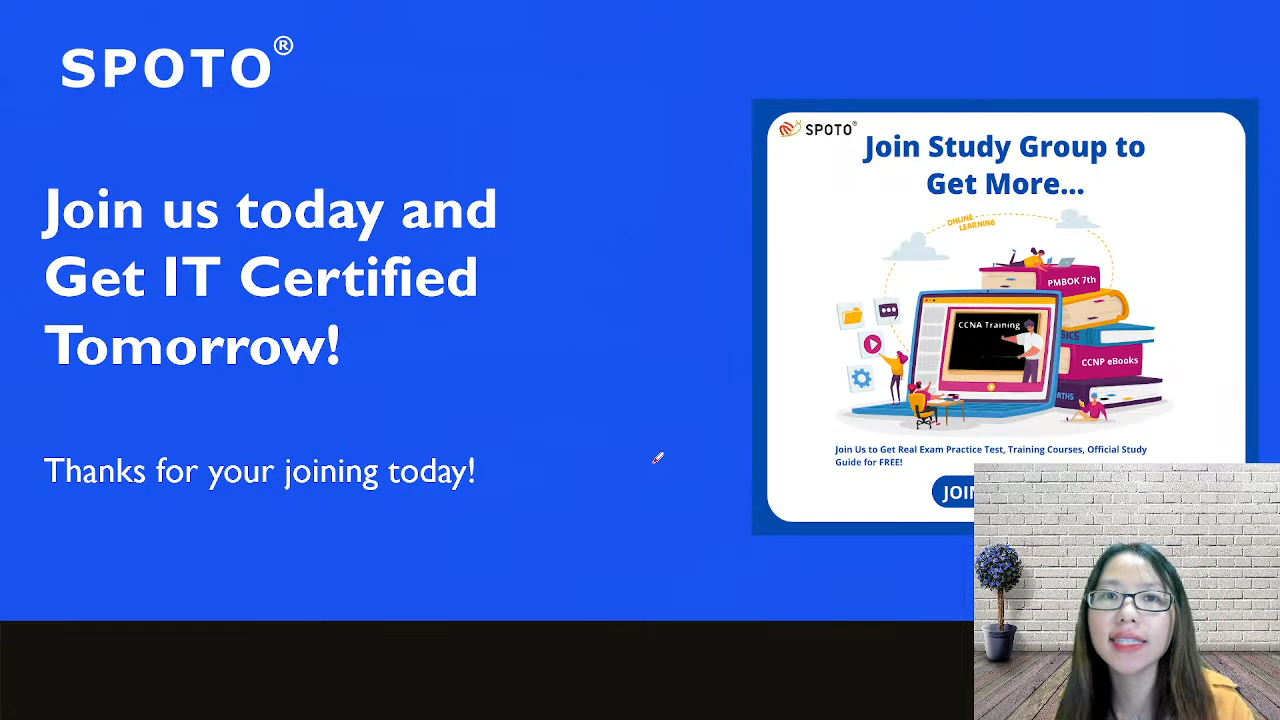 SPOTO®
Join us today and
Get IT Certified
Tomorrow!
Thanks for your joining today!
SPOTO®
Join Study Group to
Get More...
ONLINE
LEARNING
PMBOK 7th
CCNA Training
CCNP eBooks
Join Us to Get Real Exam Practice Test, Training Courses, Official Study
Guide for FREE!